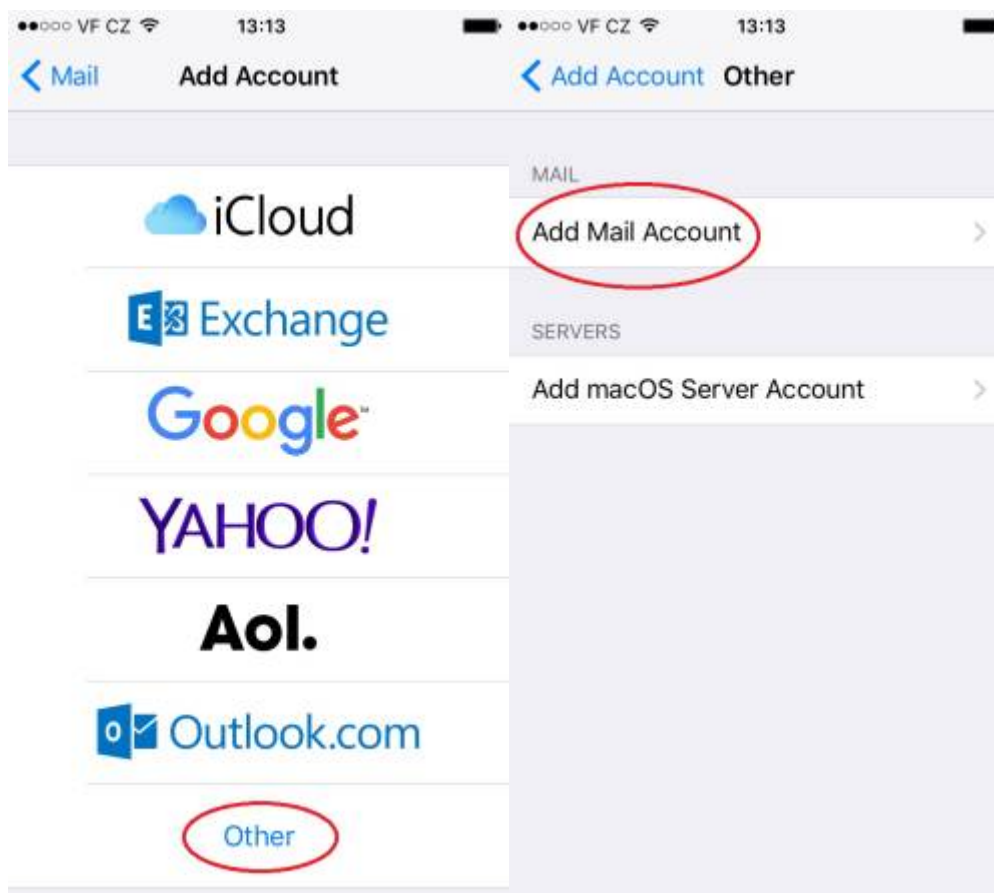 VF CZ 13:13
Mail Add Account
iCloud
Exchange
Google
YAHOO!
Aol.
Outlook.com
Other
VF CZ 13:13
Add Account Other
MAIL
Add Mail Account
SERVERS
Add macOS Server Account